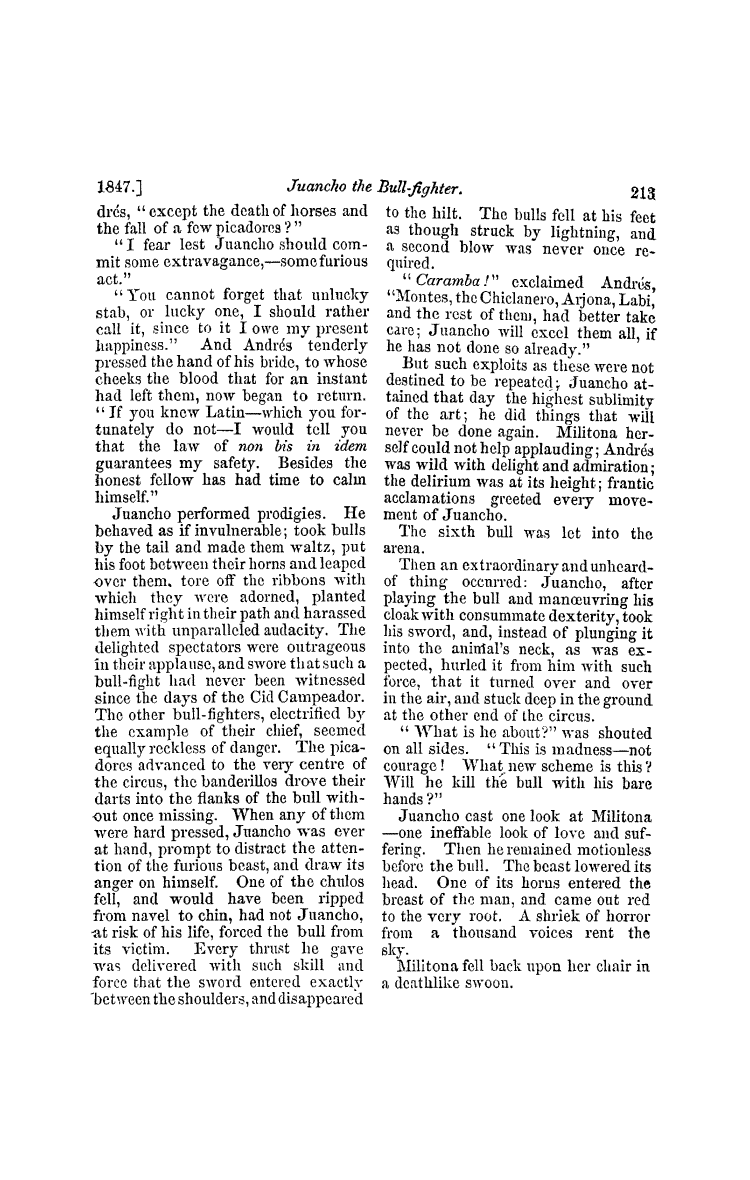 1847.] Juancho the Bull-fighter. 213
drés, "except the death of horses and
the fall of a few picadores?"
"I fear lest Juancho should com-
mit some extravagance,—some furious
act."
"You cannot forget that unlucky
stab, or lucky one, I should rather
call it, since to it I owe my present
happiness." And Andrés tenderly
pressed the hand of his bride, to whose
cheeks the blood that for an instant
had left them, now began to return.
"If you knew Latin—which you for-
tunately do not—I would tell you
that the law of non bis in idem
guarantees my safety. Besides the
honest fellow has had time to calm
himself."
Juancho performed prodigies. He
behaved as if invulnerable; took bulls
by the tail and made them waltz, put
his foot between their horns and leaped
over them, tore off the ribbons with
which they were adorned, planted
himself right in their path and harassed
them with unparalleled audacity. The
delighted spectators were outrageous
in their applause, and swore that such a
bull-fight had never been witnessed
since the days of the Cid Campeador.
The other bull-fighters, electrified by
the example of their chief, seemed
equally reckless of danger. The pica-
dores advanced to the very centre of
the circus, the banderillos drove their
darts into the flanks of the bull with-
out once missing. When any of them
were hard pressed, Juancho was ever
at hand, prompt to distract the atten-
tion of the furious beast, and draw its
anger on himself. One of the chulos
fell, and would have been ripped
from navel to chin, had not Juancho,
at risk of his life, forced the bull from
its victim. Every thrust he gave
was delivered with such skill and
force that the sword entered exactly
between the shoulders, and disappeared
to the hilt. The bulls fell at his feet
as though struck by lightning, and
a second blow was never once re-
quired.
"Caramba!" exclaimed Andrés,
"Montes, the Chiclanero, Arjona, Labi,
and the rest of them, had better take
care; Juancho will excel them all, if
he has not done so already."
But such exploits as these were not
destined to be repeated; Juancho at-
tained that day the highest sublimity
of the art; he did things that will
never be done again. Militona her-
self could not help applauding; Andrés
was wild with delight and admiration;
the delirium was at its height; frantic
acclamations greeted every move-
ment of Juancho.
The sixth bull was let into the
arena.
Then an extraordinary and unheard-
of thing occurred: Juancho, after
playing the bull and manœuvring his
cloak with consummate dexterity, took
his sword, and, instead of plunging it
into the animal's neck, as was ex-
pected, hurled it from him with such
force, that it turned over and over
in the air, and stuck deep in the ground
at the other end of the circus.
"What is he about?" was shouted
on all sides. "This is madness—not
courage! What new scheme is this?
Will he kill the bull with his bare
hands?"
Juancho cast one look at Militona
—one ineffable look of love and suf-
fering. Then he remained motionless
before the bull. The beast lowered its
head. One of its horns entered the
breast of the man, and came out red
to the very root. A shriek of horror
from a thousand voices rent the
sky.
Militona fell back upon her chair in
a deathlike swoon.